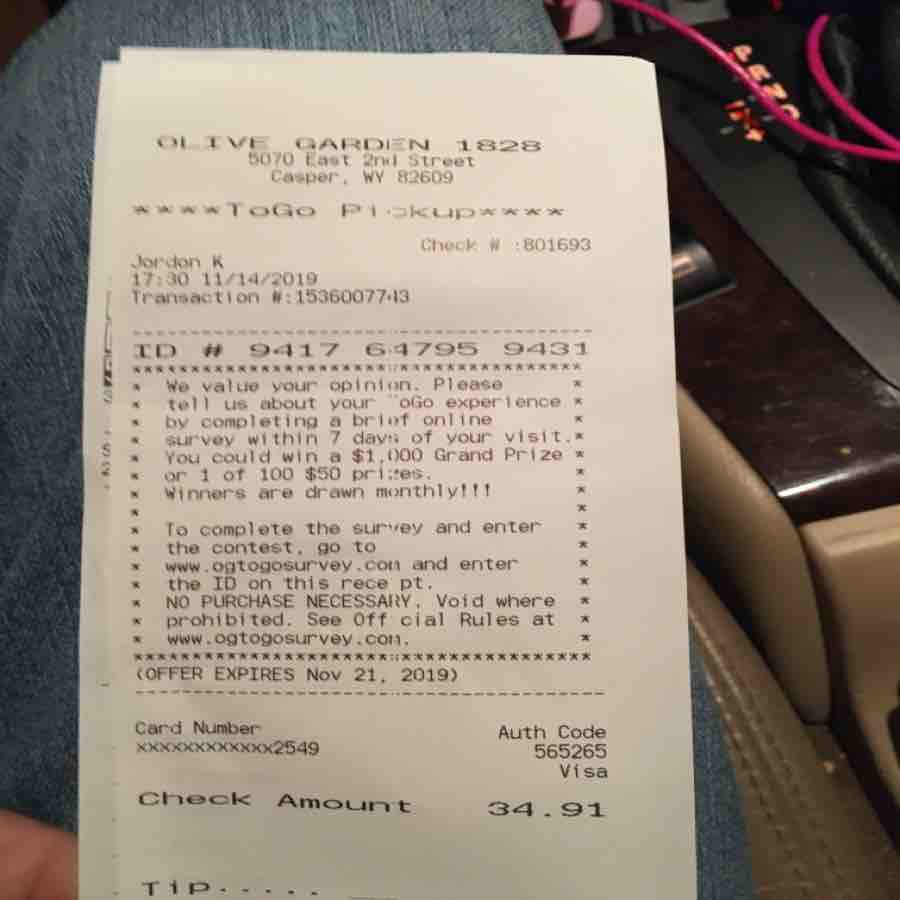 OLIVE GARDEN 1828
5070 East 2nd Street
Casper, WY 82609
****ToGo Pickup****
Check # :801693
Jordon K
17:30 11/14/2019
Transaction #:1536007743
ID # 9417 64795 9431
* We value your opinion. Please *
* tell us about your ToGo experience *
* by completing a brief online *
* survey within 7 days of your visit.*
* You could win a $1,000 Grand Prize *
* or 1 of 100 $50 prizes. *
* Winners are drawn monthly!!! *
* To complete the survey and enter *
* the contest, go to *
* www.ogtogosurvey.com and enter *
* the ID on this receipt. *
* NO PURCHASE NECESSARY. Void where *
* prohibited. See Official Rules at *
* www.ogtogosurvey.com. *
(OFFER EXPIRES Nov 21, 2019)
Card Number
xxxxxxxxxxxx2549
Auth Code
565265
Visa
Check Amount 34.91
Tip.....